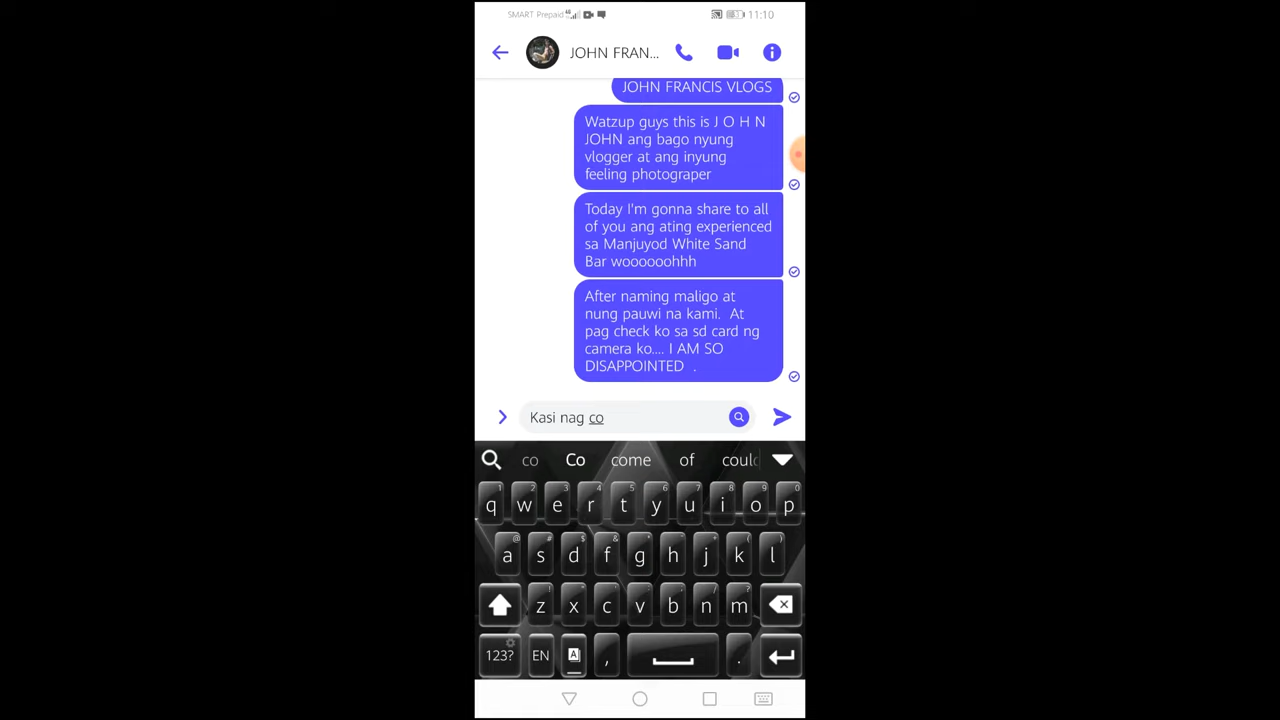 SMART Prepaid 11:10
JOHN FRAN...
JOHN FRANCIS VLOGS
Watzup guys this is J O H N
JOHN ang bago nyung
vlogger at ang inyung
feeling photograper
Today I'm gonna share to all
of you ang ating experienced
sa Manjuyod White Sand
Bar woooooohhh
After naming maligo at
nung pauwi na kami. At
pag check ko sa sd card ng
camera ko.... I AM SO
DISAPPOINTED .
Kasi nag co
co Co come of could
q w e r t y u i o p
a s d f g h j k l
z x c v b n m
123? EN , .